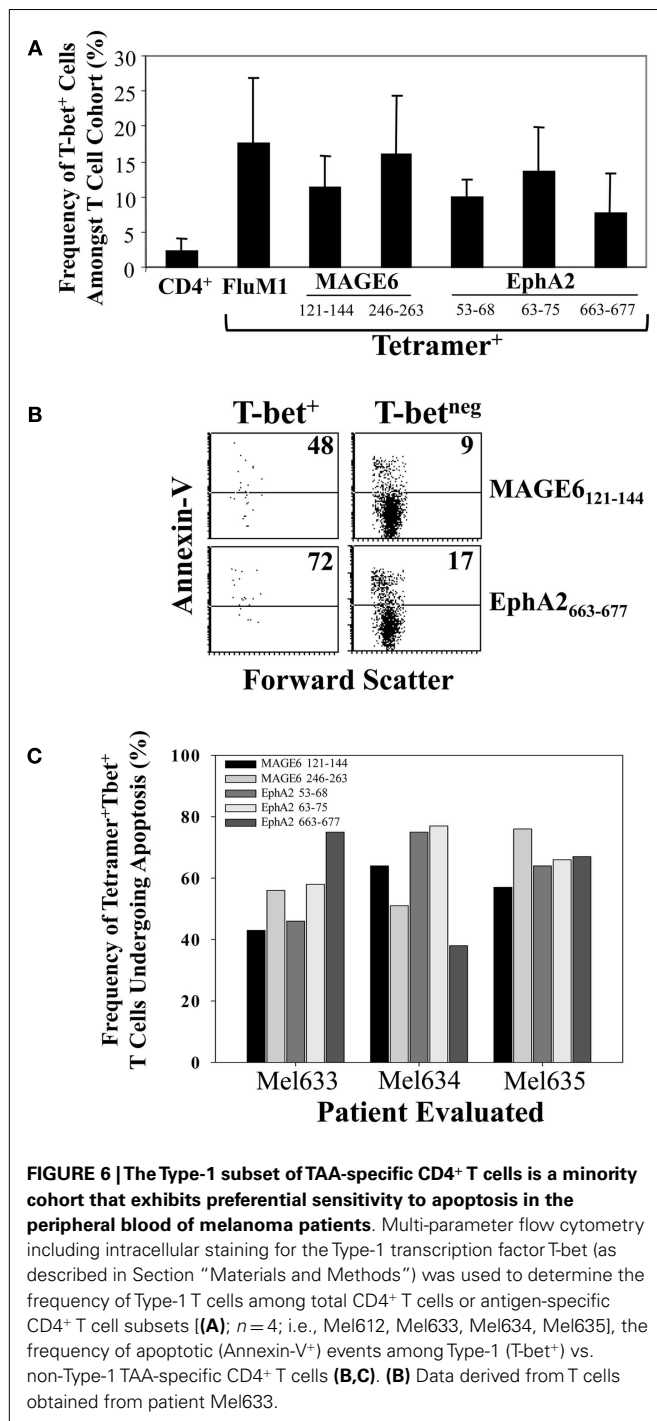 A
Frequency of T-bet⁺ Cells
Amongst T Cell Cohort (%)
30
25
20
15
10
5
0
CD4⁺ FluM1 MAGE6 EphA2
121-144 246-263 53-68 63-75 663-677
Tetramer⁺
B
T-bet⁺ T-betⁿᵉᵍ
Annexin-V
48 9 MAGE6₁₂₁₋₁₄₄
72 17 EphA2₆₆₃₋₆₇₇
Forward Scatter
C
Frequency of Tetramer⁺Tbet⁺
T Cells Undergoing Apoptosis (%)
100
80
60
40
20
0
MAGE6 121-144
MAGE6 246-263
EphA2 53-68
EphA2 63-75
EphA2 663-677
Mel633 Mel634 Mel635
Patient Evaluated
FIGURE 6 | The Type-1 subset of TAA-specific CD4⁺ T cells is a minority
cohort that exhibits preferential sensitivity to apoptosis in the
peripheral blood of melanoma patients. Multi-parameter flow cytometry
including intracellular staining for the Type-1 transcription factor T-bet (as
described in Section “Materials and Methods”) was used to determine the
frequency of Type-1 T cells among total CD4⁺ T cells or antigen-specific
CD4⁺ T cell subsets [(A); n = 4; i.e., Mel612, Mel633, Mel634, Mel635], the
frequency of apoptotic (Annexin-V⁺) events among Type-1 (T-bet⁺) vs.
non-Type-1 TAA-specific CD4⁺ T cells (B,C). (B) Data derived from T cells
obtained from patient Mel633.